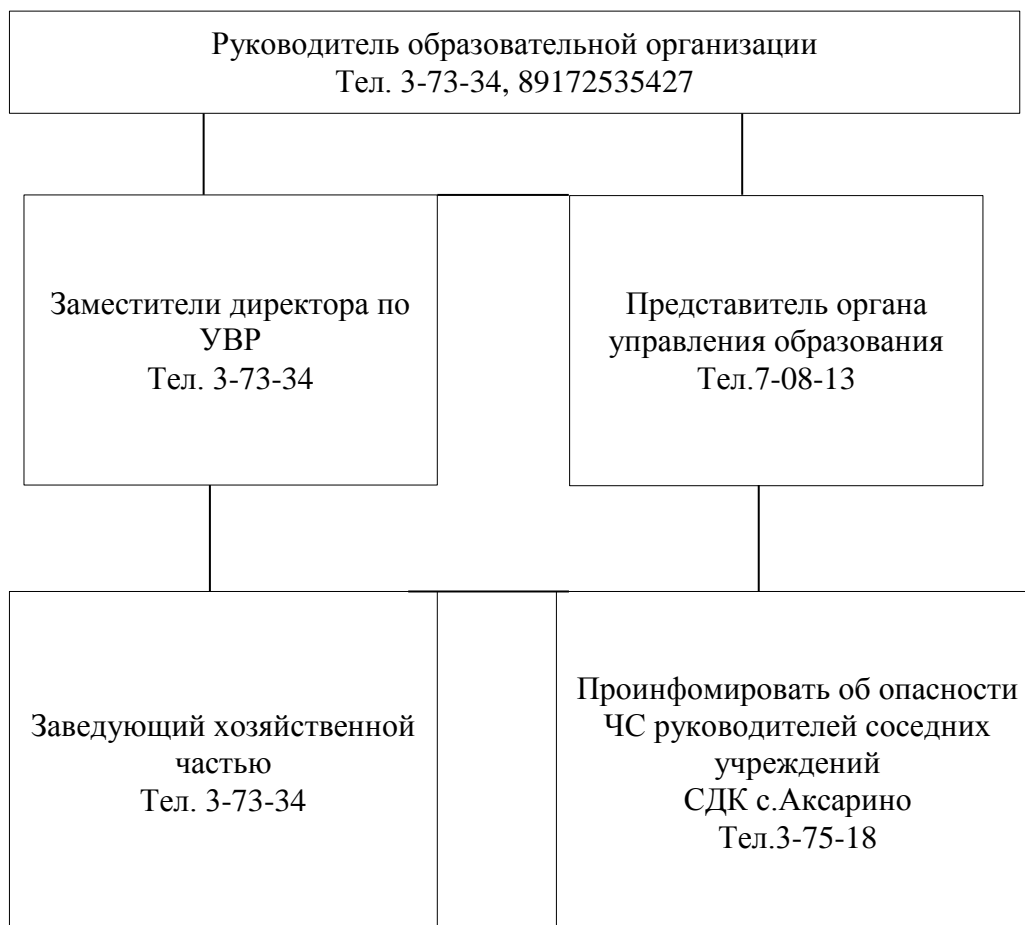 Руководитель образовательной организации
Тел. 3-73-34, 89172535427
Заместители директора по
УВР
Тел. 3-73-34
Представитель органа
управления образования
Тел.7-08-13
Заведующий хозяйственной
частью
Тел. 3-73-34
Проинфомировать об опасности
ЧС руководителей соседних
учреждений
СДК с.Аксарино
Тел.3-75-18